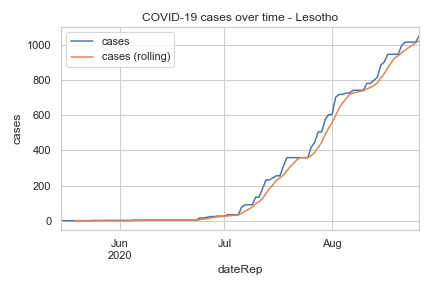 COVID-19 cases over time - Lesotho
cases
cases (rolling)
1000
800
600
400
200
0
cases
Jun
2020
Jul
Aug
dateRep